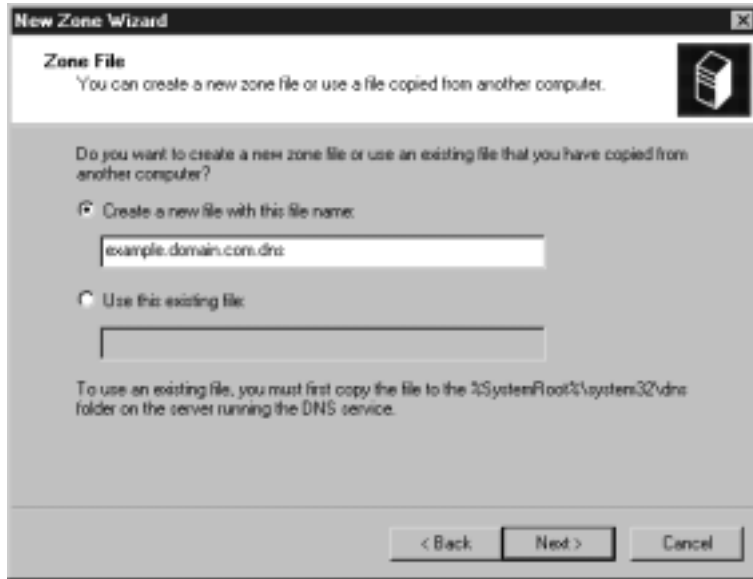 New Zone Wizard
Zone File
You can create a new zone file or use a file copied from another computer.
Do you want to create a new zone file or use an existing file that you have copied from
another computer?
Create a new file with this file name:
example.domain.com.dns
Use this existing file:
To use an existing file, you must first copy the file to the %SystemRoot%\system32\dns
folder on the server running the DNS service.
< Back
Next >
Cancel